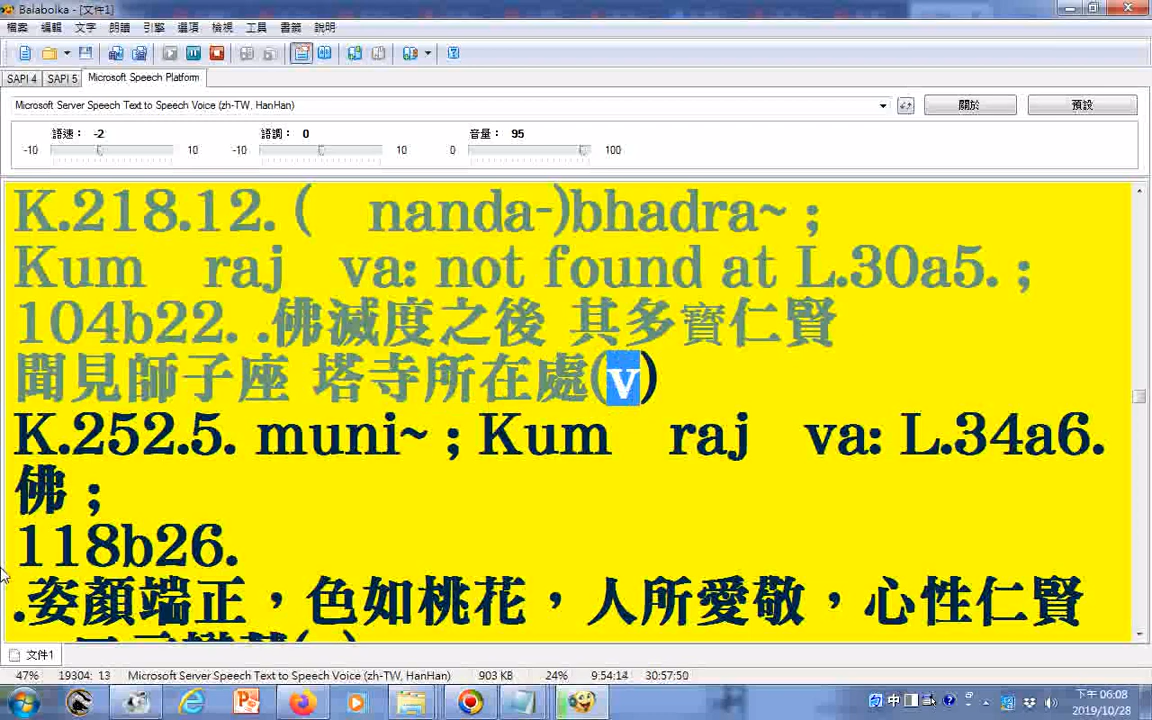 Balabolka - [文件1]
檔案 編輯 文字 朗讀 引擎 選項 檢視 工具 書籤 說明
SAPI 4 SAPI 5 Microsoft Speech Platform
Microsoft Server Speech Text to Speech Voice (zh-TW, HanHan) 關於 預設
語速： -2 語調： 0 音量： 95
-10 10 -10 10 0 100
K.218.12. ( nanda-)bhadra~ ;
Kum raj va: not found at L.30a5. ;
104b22. .佛滅度之後 其多寶仁賢
聞見師子座 塔寺所在處(v)
K.252.5. muni~ ; Kum raj va: L.34a6.
佛 ;
118b26.
.姿顏端正，色如桃花，人所愛敬，心性仁賢
文件1
47% 19304: 13 Microsoft Server Speech Text to Speech Voice (zh-TW, HanHan) 903 KB 24% 9:54:14 30:57:50
中 下午 06:08
2019/10/28